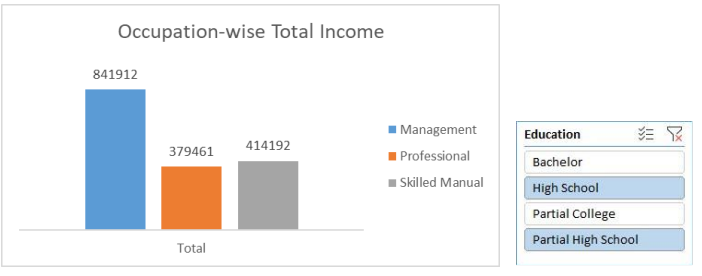 Occupation-wise Total Income
841912
379461
414192
Management
Professional
Skilled Manual
Total
Education
Bachelor
High School
Partial College
Partial High School